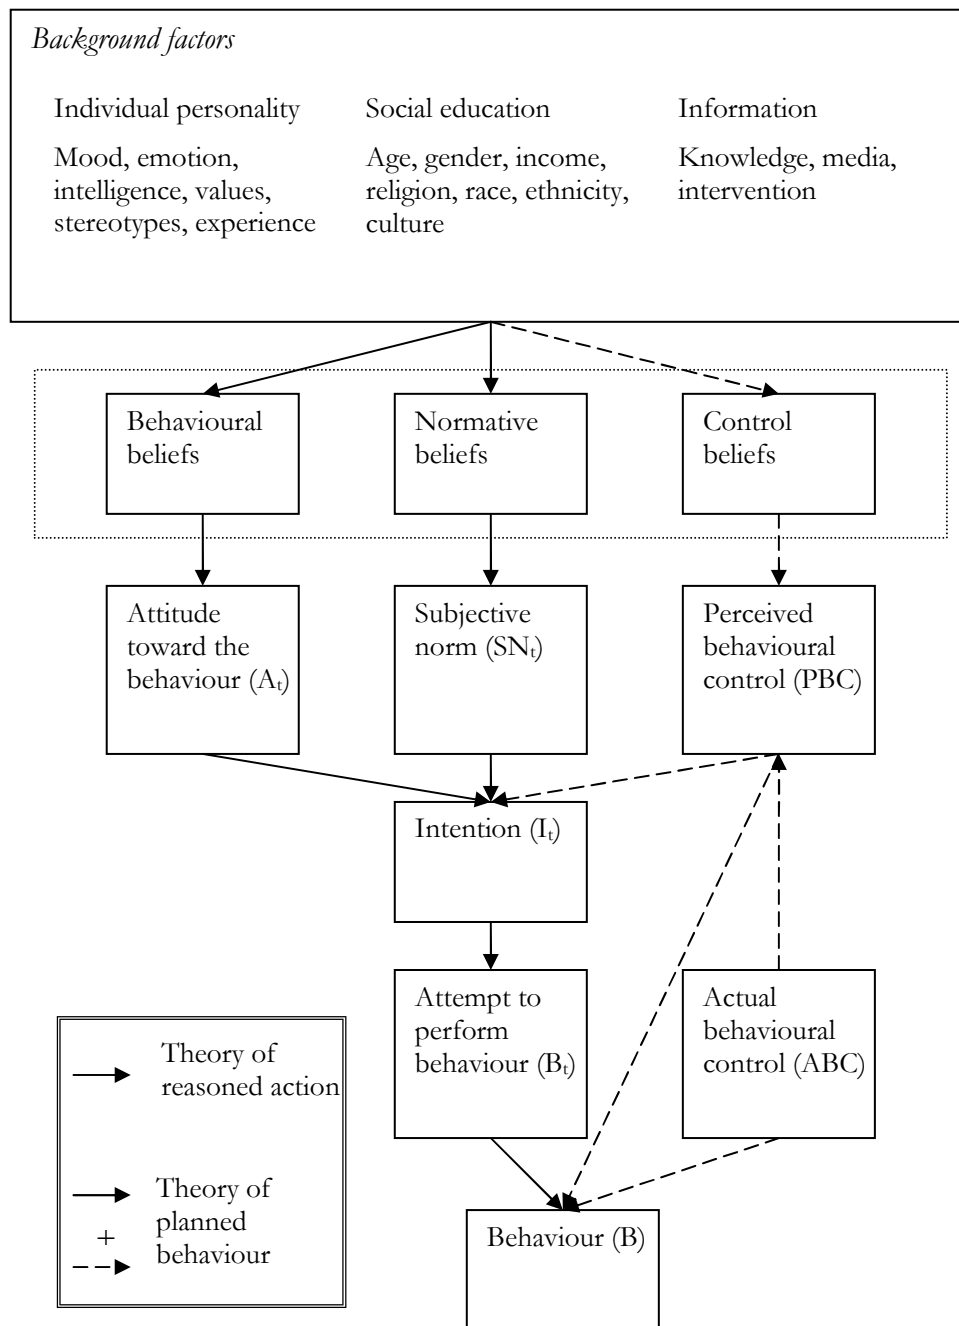 Background factors
Individual personality
Mood, emotion,
intelligence, values,
stereotypes, experience
Social education
Age, gender, income,
religion, race, ethnicity,
culture
Information
Knowledge, media,
intervention
Behavioural
beliefs
Normative
beliefs
Control
beliefs
Attitude
toward the
behaviour (Aₜ)
Subjective
norm (SNₜ)
Perceived
behavioural
control (PBC)
Intention (Iₜ)
Attempt to
perform
behaviour (Bₜ)
Actual
behavioural
control (ABC)
Theory of
reasoned action
Theory of
planned
behaviour
+
Behaviour (B)